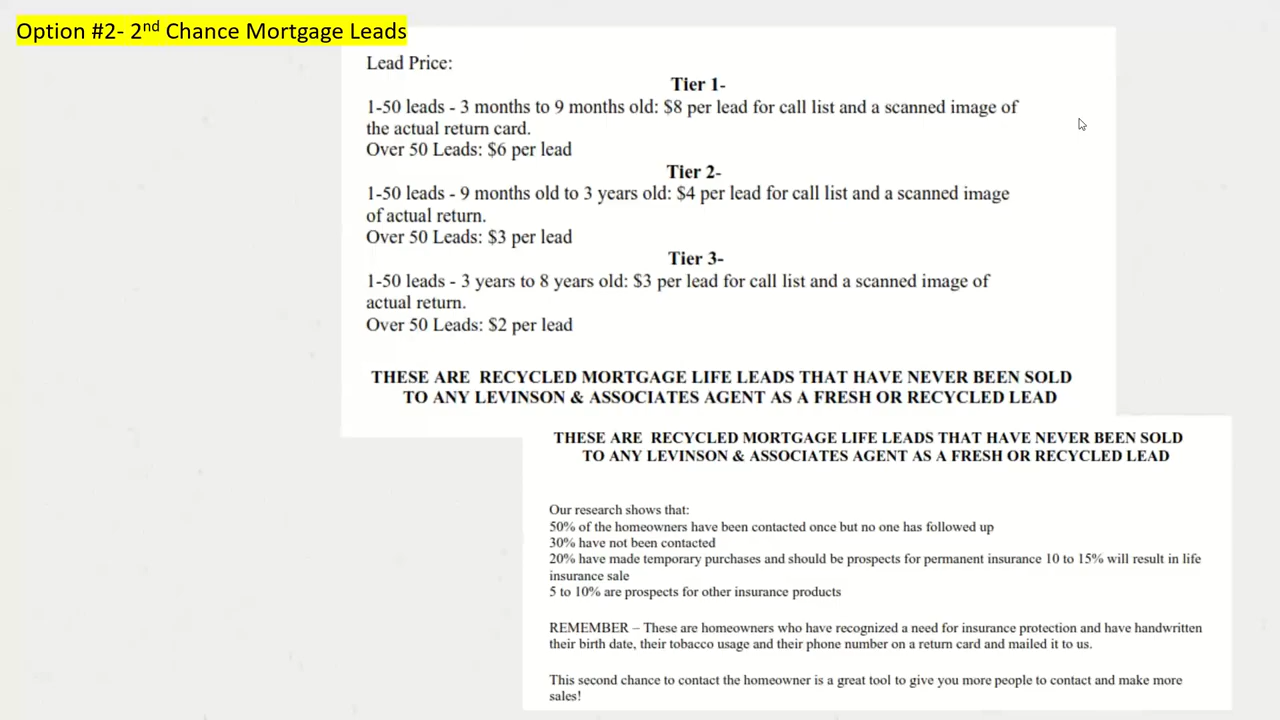 Option #2- 2nd Chance Mortgage Leads
Lead Price:
Tier 1-
1-50 leads - 3 months to 9 months old: $8 per lead for call list and a scanned image of
the actual return card.
Over 50 Leads: $6 per lead
Tier 2-
1-50 leads - 9 months old to 3 years old: $4 per lead for call list and a scanned image
of actual return.
Over 50 Leads: $3 per lead
Tier 3-
1-50 leads - 3 years to 8 years old: $3 per lead for call list and a scanned image of
actual return.
Over 50 Leads: $2 per lead
THESE ARE RECYCLED MORTGAGE LIFE LEADS THAT HAVE NEVER BEEN SOLD
TO ANY LEVINSON & ASSOCIATES AGENT AS A FRESH OR RECYCLED LEAD
THESE ARE RECYCLED MORTGAGE LIFE LEADS THAT HAVE NEVER BEEN SOLD
TO ANY LEVINSON & ASSOCIATES AGENT AS A FRESH OR RECYCLED LEAD
Our research shows that:
50% of the homeowners have been contacted once but no one has followed up
30% have not been contacted
20% have made temporary purchases and should be prospects for permanent insurance 10 to 15% will result in life
insurance sale
5 to 10% are prospects for other insurance products
REMEMBER – These are homeowners who have recognized a need for insurance protection and have handwritten
their birth date, their tobacco usage and their phone number on a return card and mailed it to us.
This second chance to contact the homeowner is a great tool to give you more people to contact and make more
sales!